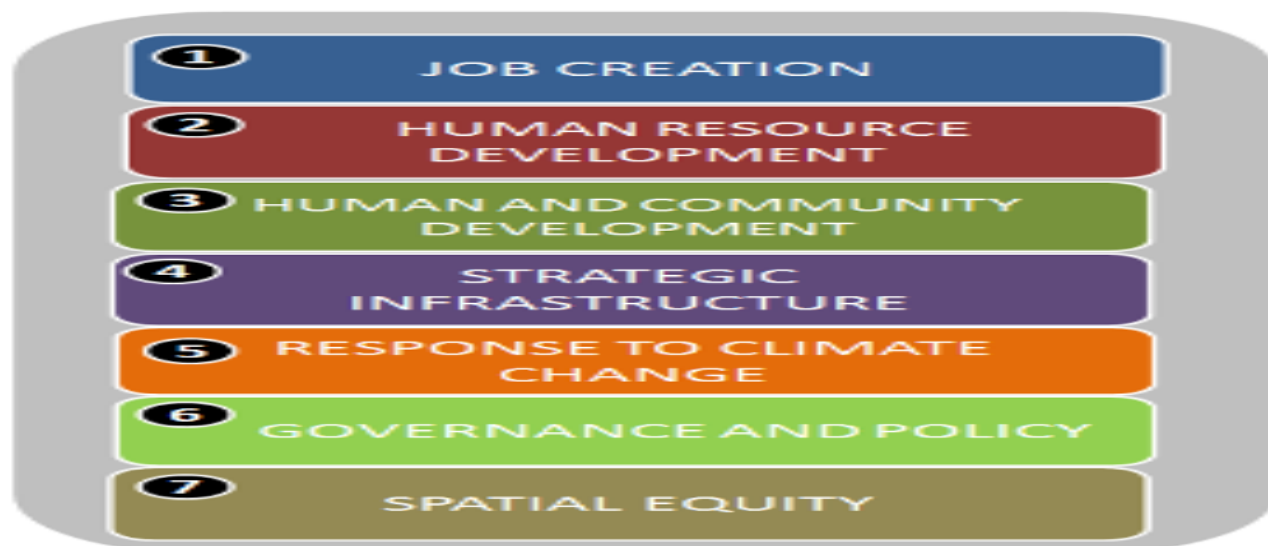 1
JOB CREATION
2
HUMAN RESOURCE
DEVELOPMENT
3
HUMAN AND COMMUNITY
DEVELOPMENT
4
STRATEGIC
INFRASTRUCTURE
5
RESPONSE TO CLIMATE
CHANGE
6
GOVERNANCE AND POLICY
7
SPATIAL EQUITY